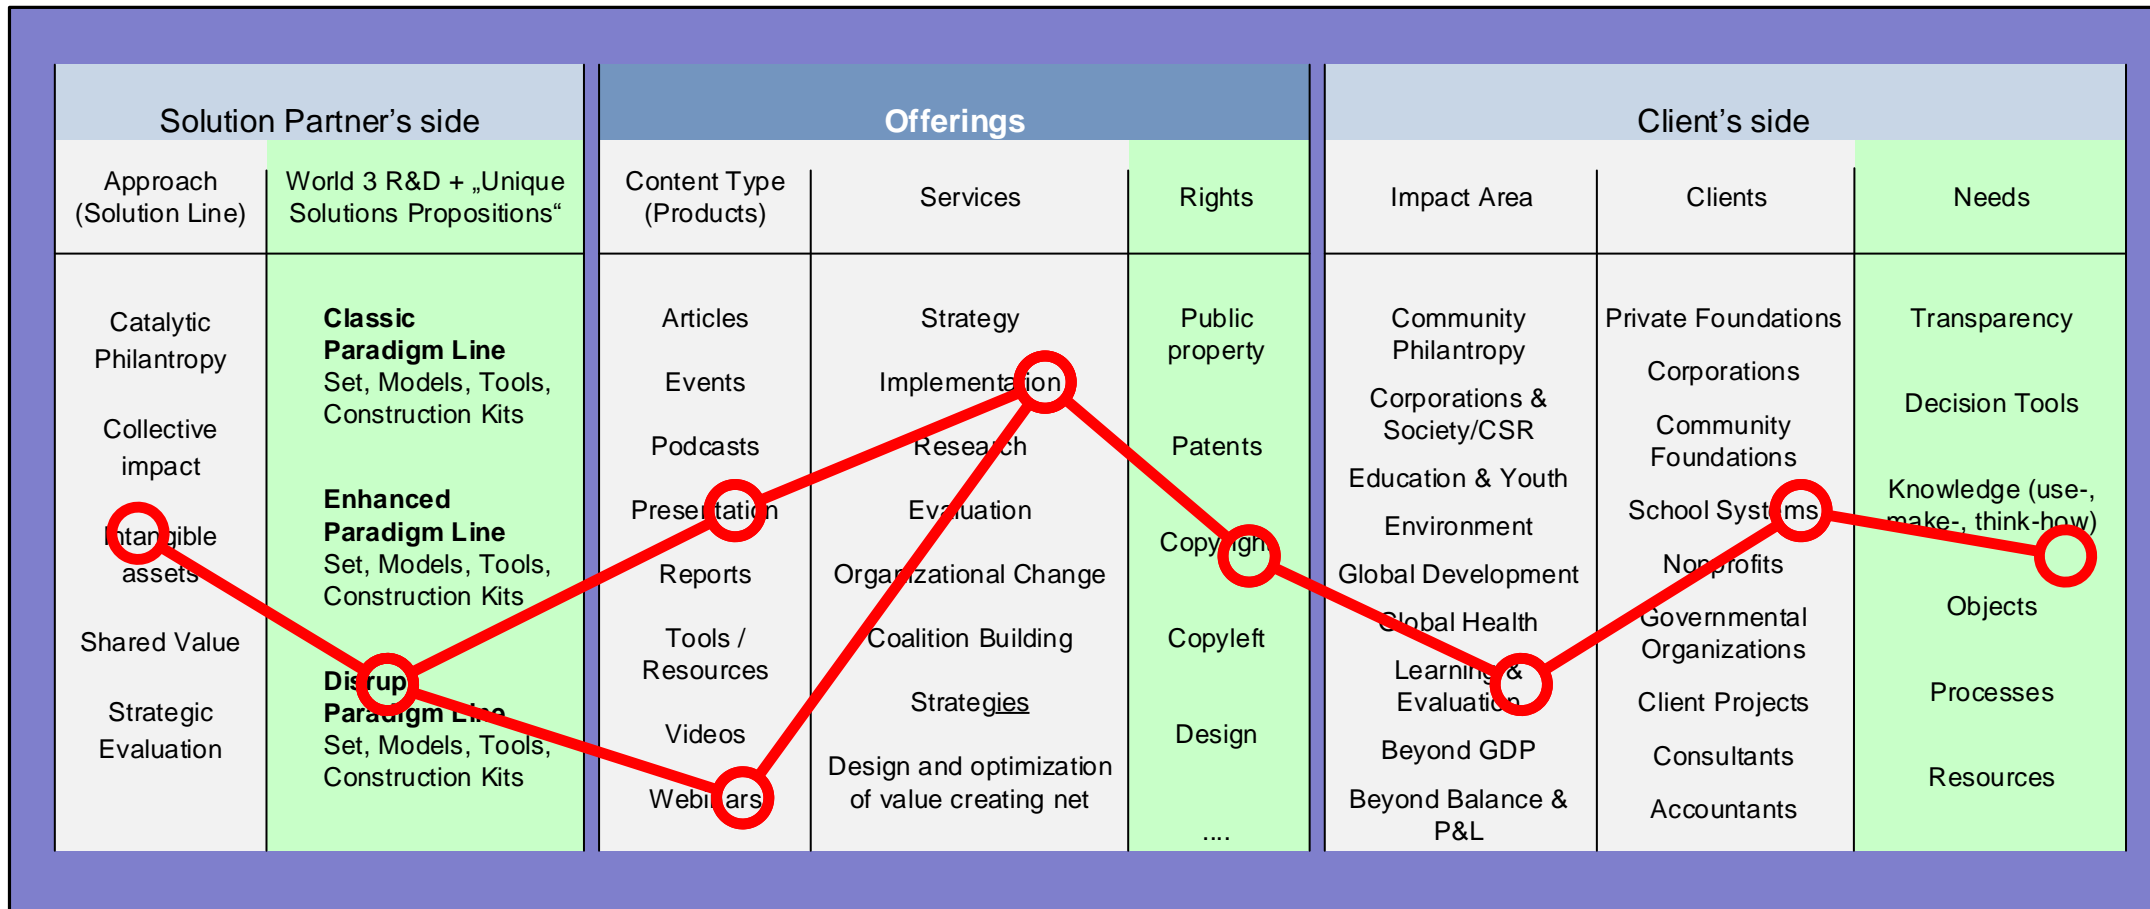 Solution Partner’s side
Offerings
Client’s side
Approach
(Solution Line)
World 3 R&D + „Unique
Solutions Propositions“
Content Type
(Products)
Services
Rights
Impact Area
Clients
Needs
Catalytic
Philantropy
Collective
impact
Intangible
assets
Shared Value
Strategic
Evaluation
Classic
Paradigm Line
Set, Models, Tools,
Construction Kits
Enhanced
Paradigm Line
Set, Models, Tools,
Construction Kits
Paradigm Line
Set, Models, Tools,
Construction Kits
Articles
Events
Podcasts
Presentation
Reports
Tools /
Resources
Videos
Webinars
Strategy
Implementation
Research
Evaluation
Organizational Change
Coalition Building
Strategies
Design and optimization
of value creating net
Public
property
Patents
Copyright
Copyleft
Design
....
Community
Philantropy
Corporations &
Society/CSR
Education & Youth
Environment
Global Development
Global Health
Learning &
Evaluation
Beyond GDP
Beyond Balance &
P&L
Private Foundations
Corporations
Community
Foundations
School Systems
Nonprofits
Governmental
Organizations
Client Projects
Consultants
Accountants
Transparency
Decision Tools
Knowledge (use-,
make-, think-how)
Objects
Processes
Resources